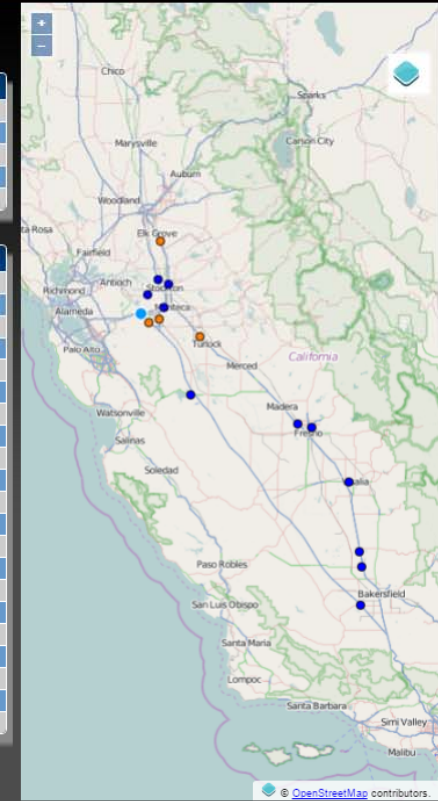 +
−
Chico
Sparks
Carson City
Marysville
Auburn
Woodland
ta Rosa
Elk Grove
Fairfield
Antioch
Richmond
Alameda
Palo Alto
Turlock
California
Merced
Watsonville
Madera
Fresno
Salinas
Soledad
alia
Paso Robles
Bakersfield
San Luis Obispo
Santa Maria
Lompoc
Santa Barbara
Simi Valley
Malibu
© OpenStreetMap contributors.